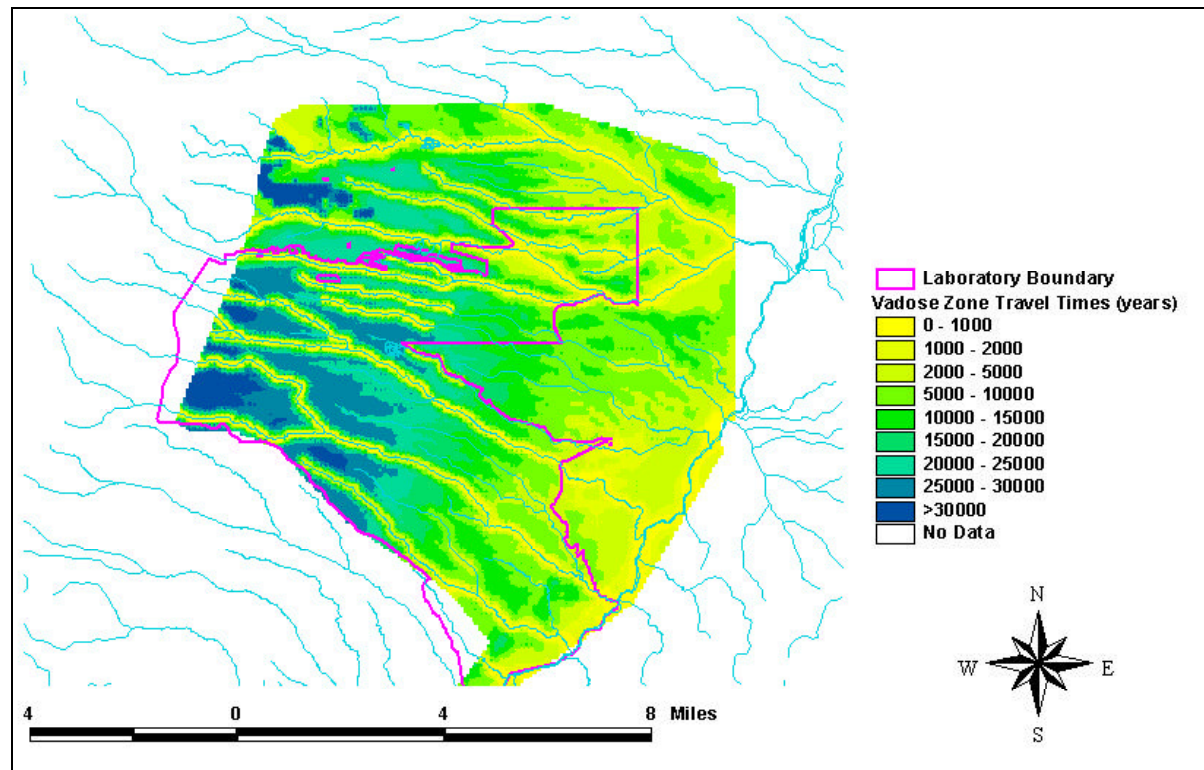 Laboratory Boundary
Vadose Zone Travel Times (years)
0 - 1000
1000 - 2000
2000 - 5000
5000 - 10000
10000 - 15000
15000 - 20000
20000 - 25000
25000 - 30000
>30000
No Data
N
W E
S
4 0 4 8 Miles